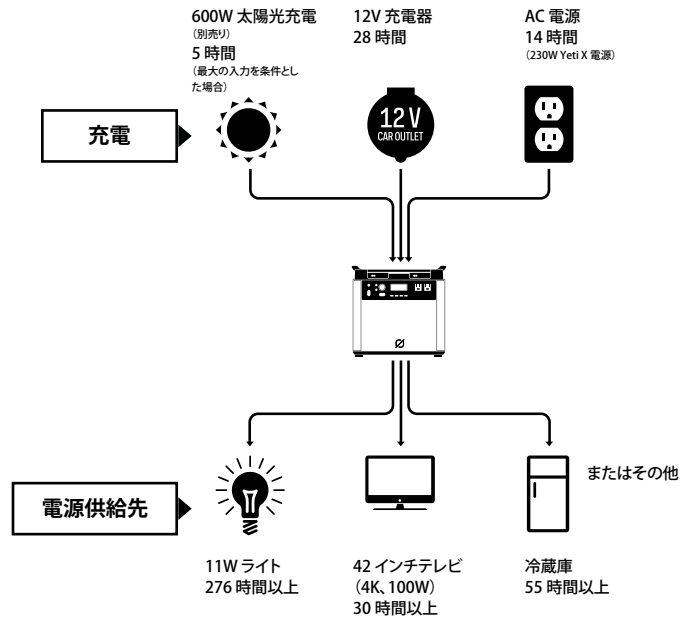 600W 太陽光充電
（別売り）
5 時間
（最大の入力を条件とし
た場合）
12V 充電器
28 時間
AC 電源
14 時間
（230W Yeti X 電源）
充電
12 V
CAR OUTLET
電源供給先
またはその他
11W ライト
276 時間以上
42 インチテレビ
（4K、100W）
30 時間以上
冷蔵庫
55 時間以上